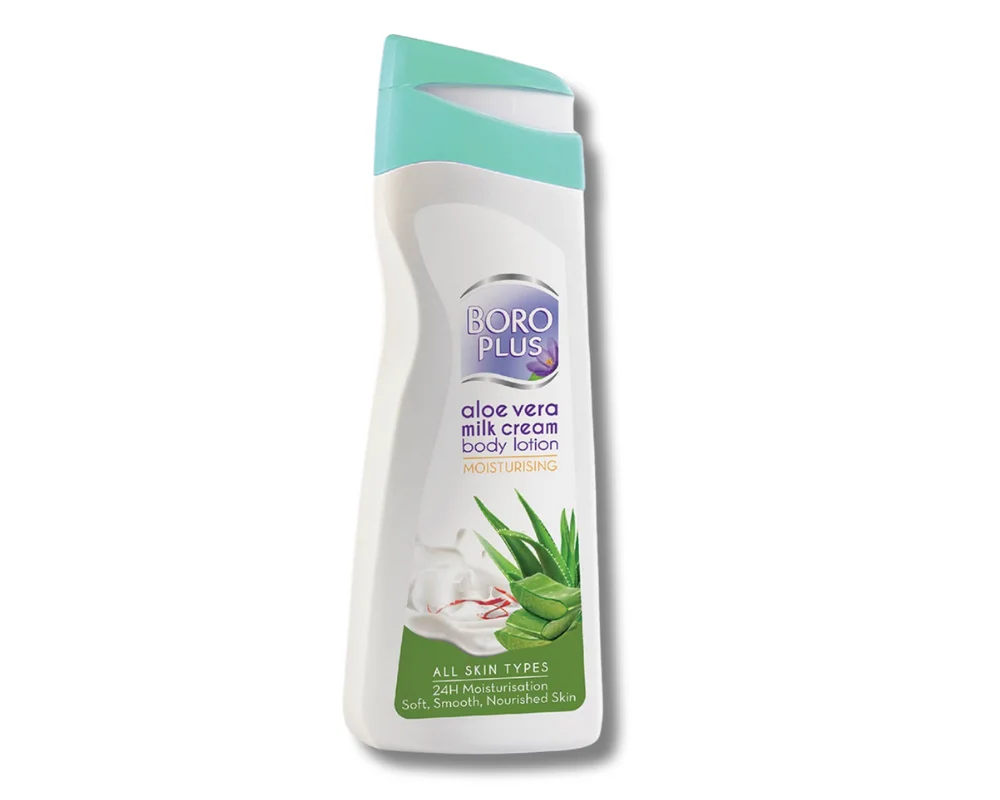 BORO
PLUS
aloe vera
milk cream
body lotion
MOISTURISING
ALL SKIN TYPES
24H Moisturisation
Soft, Smooth, Nourished Skin